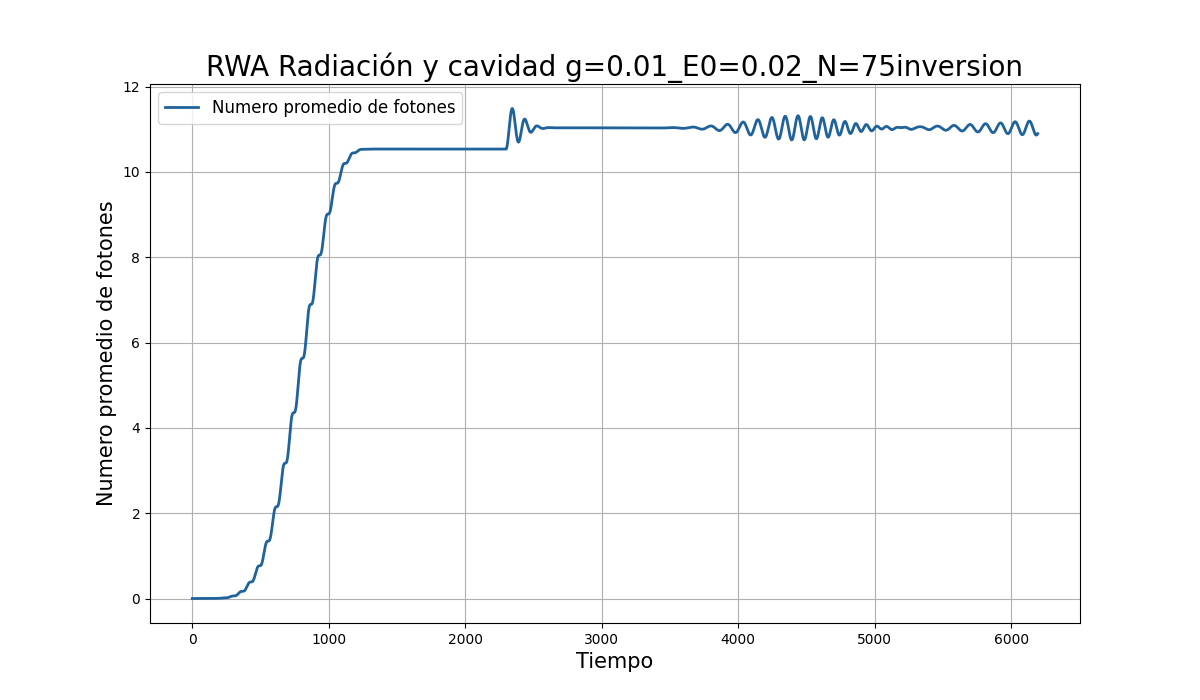 RWA Radiación y cavidad g=0.01_E0=0.02_N=75inversion
Numero promedio de fotones
Numero promedio de fotones
12
10
8
6
4
2
0
0 1000 2000 3000 4000 5000 6000
Tiempo